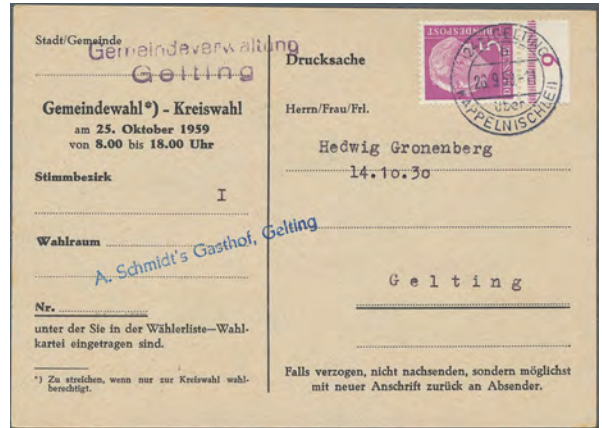 Stadt/Gemeinde
Gemeindeverwaltung
Gelting
Gemeindewahl*) - Kreiswahl
am 25. Oktober 1959
von 8.00 bis 18.00 Uhr
Stimmbezirk
I
Wahlraum
A. Schmidt's Gasthof, Gelting
Nr.
unter der Sie in der Wählerliste—Wahl-
kartei eingetragen sind.
*) Zu streichen, wenn nur zur Kreiswahl wahl-
berechtigt.
Drucksache
5
BUNDESPOST
6
GELTING
über
KAPPELN
Herrn/Frau/Frl.
Hedwig Gronenberg
14.10.30
Gelting
Falls verzogen, nicht nachsenden, sondern möglichst
mit neuer Anschrift zurück an Absender.